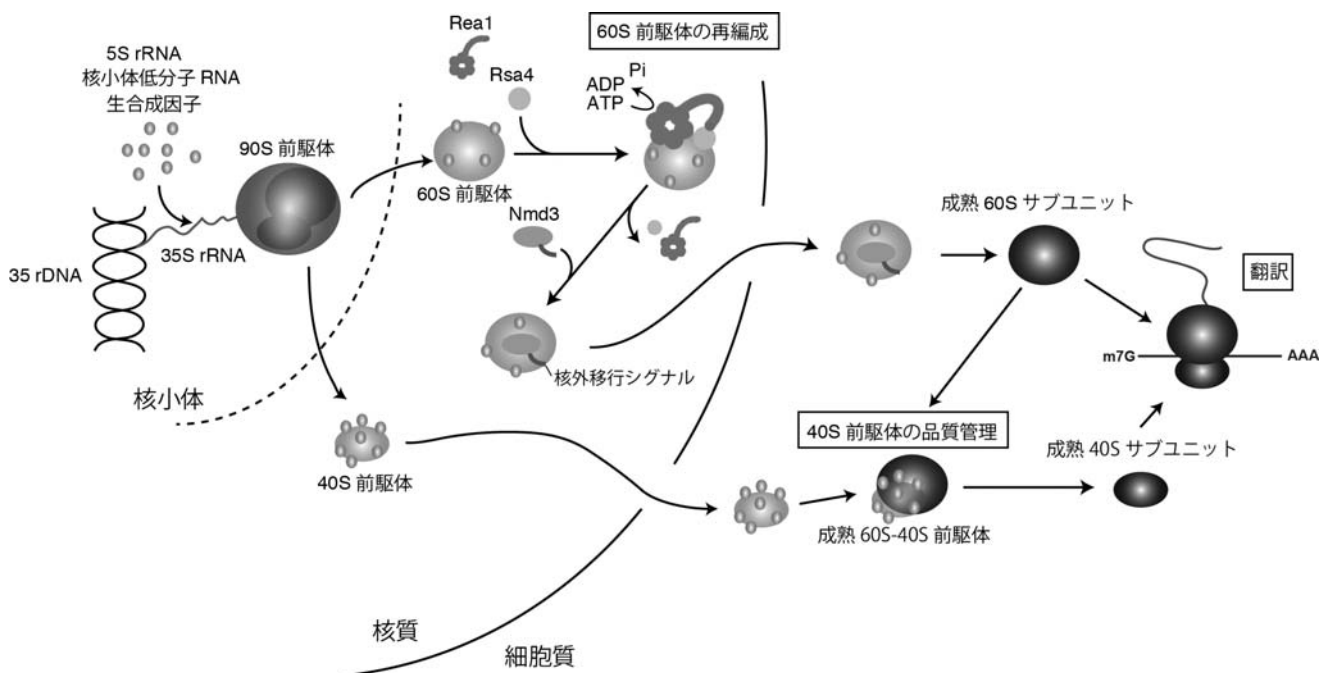 5S rRNA
核小体低分子 RNA
生合成因子
90S 前駆体
35S rRNA
35 rDNA
核小体
Rea1
Rsa4
60S 前駆体
60S 前駆体の再編成
Pi
ADP
ATP
Nmd3
核外移行シグナル
40S 前駆体
核質
細胞質
成熟 60S サブユニット
翻訳
m7G
AAA
40S 前駆体の品質管理
成熟 60S-40S 前駆体
成熟 40S サブユニット